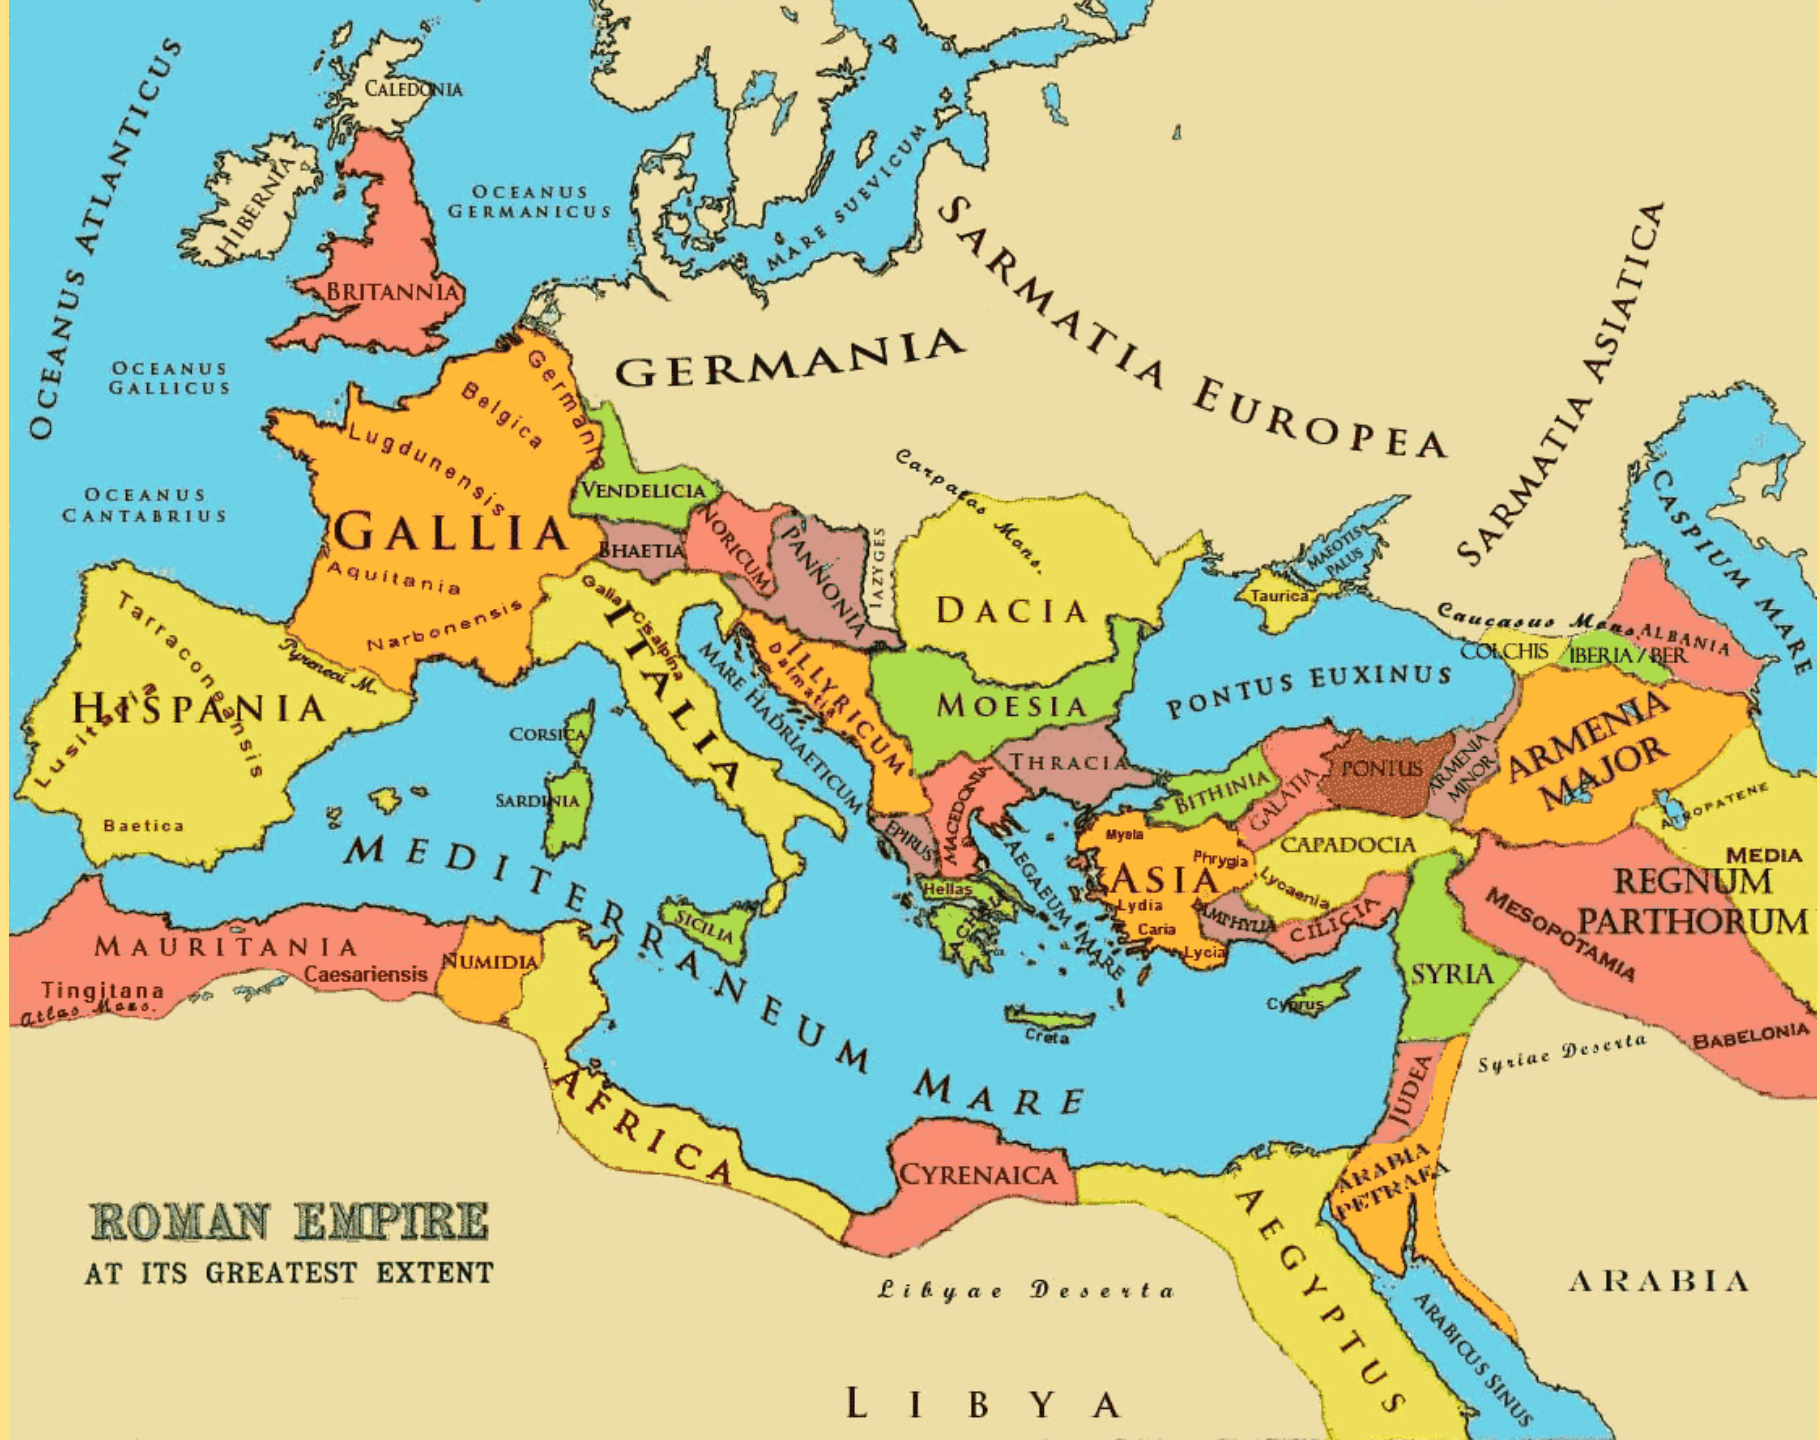 OCEANUS ATLANTICUS
CALEDONIA
HIBERNIA
OCEANUS
GERMANICUS
MARE SUEVICUM
BRITANNIA
OCEANUS
GALLICUS
OCEANUS
CANTABRIUS
GERMANIA
SARMATIA EUROPEA
SARMATIA ASIATICA
CASPIUM MARE
Germania
Belgica
Lugdunensis
GALLIA
Aquitania
Narbonensis
VENDELICIA
BHAETIA
NORICUM
PANNONIA
IAZYGES
Carpatas Mons.
DACIA
MAEOTIS
PALUS
Taurica
Caucasus Mons.
ALBANIA
COLCHIS
IBERIA / BER
Tarraconsensis
Pyrenaei M.
HISPANIA
Lusitania
Baetica
Gallia Cisalpina
ITALIA
MARE HADRIAETICUM
ILLYRICUM
Dalmatia
MOESIA
THRACIA
PONTUS EUXINUS
CORSICA
SARDINIA
SICILIA
MACEDONIA
EPIRUS
Hellas
ACHAIA
AEGAEUM MARE
BITHINIA
GALATIA
PONTUS
ARMENIA
MINOR
ARMENIA
MAJOR
ATROPATENE
MEDIA
REGNUM
PARTHORUM
MESOPOTAMIA
BABELONIA
CAPADOCIA
Mysia
ASIA
Phrygia
Lydia
Caria
Lycia
Lycaenia
PAMPHYLIA
CILICIA
SYRIA
Cyprus
Creta
MEDITERRANEUM MARE
MAURITANIA
Tingitana
Caesariensis
Atlas Mons.
NUMIDIA
AFRICA
CYRENAICA
Syriae Deserta
JUDEA
ARABIA
PETRAEA
AEGYPTUS
ARABICUS SINUS
ARABIA
Libyae Deserta
LIBYA
ROMAN EMPIRE
AT ITS GREATEST EXTENT